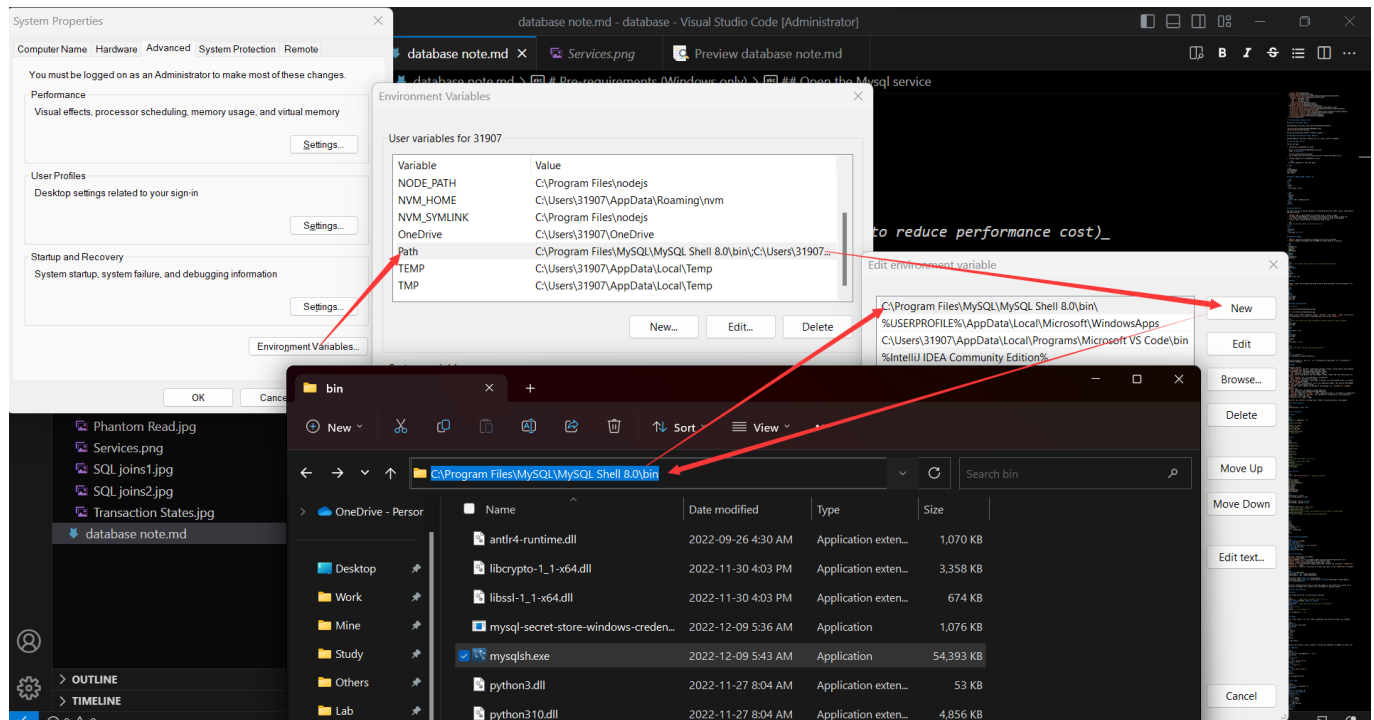 System Properties
database note.md - database - Visual Studio Code [Administrator]
Computer Name Hardware Advanced System Protection Remote
database note.md Services.png Preview database note.md
B I S
You must be logged on as an Administrator to make most of these changes.
database note.md > # Pre-requirements (Windows only) > ## Open the Mysql service
Performance
Visual effects, processor scheduling, memory usage, and virtual memory
Settings...
User Profiles
Desktop settings related to your sign-in
Settings...
Startup and Recovery
System startup, system failure, and debugging information
Settings...
Environment Variables...
OK
Cance
Environment Variables
User variables for 31907
Variable Value
NODE_PATH C:\Program Files\nodejs
NVM_HOME C:\Users\31907\AppData\Roaming\nvm
NVM_SYMLINK C:\Program Files\nodejs
OneDrive C:\Users\31907\OneDrive
Path C:\Program Files\MySQL\MySQL Shell 8.0\bin\;C:\Users\31907...
TEMP C:\Users\31907\AppData\Local\Temp
TMP C:\Users\31907\AppData\Local\Temp
New... Edit... Delete
to reduce performance cost)_
Edit environment variable
C:\Program Files\MySQL\MySQL Shell 8.0\bin\
%USERPROFILE%\AppData\Local\Microsoft\WindowsApps
C:\Users\31907\AppData\Local\Programs\Microsoft VS Code\bin
%IntelliJ IDEA Community Edition%
New
Edit
Browse...
Delete
Move Up
Move Down
Edit text...
Cancel
Phantom Read.jpg
Services.png
SQL joins1.jpg
SQL joins2.jpg
Transaction States.jpg
database note.md
OUTLINE
TIMELINE
bin
New Sort View
C:\Program Files\MySQL\MySQL Shell 8.0\bin
Search bin
OneDrive - Persor
Desktop
Work
Mine
Study
Others
Lab
Name Date modified Type Size
antlr4-runtime.dll 2022-09-26 4:30 AM Application exten... 1,070 KB
libcrypto-1_1-x64.dll 2022-11-30 4:03 PM Application exten... 3,358 KB
libssl-1_1-x64.dll 2022-11-30 4:03 PM Application exten... 674 KB
mysql-secret-store-windows-creden... 2022-12-09 5:36 AM Application 1,076 KB
mysqlsh.exe 2022-12-09 5:43 AM Application 54,393 KB
python3.dll 2022-11-27 8:04 AM Application exten... 53 KB
python310.dll 2022-11-27 8:04 AM Application exten... 4,856 KB